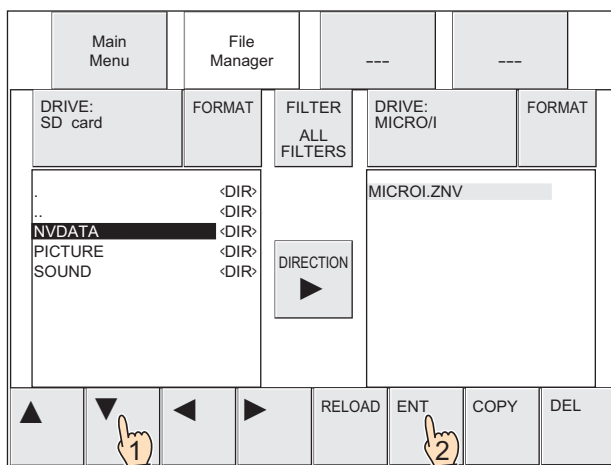 Main
Menu
File
Manager
---
---
DRIVE:
SD card
FORMAT
FILTER
ALL
FILTERS
DRIVE:
MICRO/I
FORMAT
. <DIR>
.. <DIR>
NVDATA <DIR>
PICTURE <DIR>
SOUND <DIR>
DIRECTION
▶
MICROI.ZNV
▲ ▼ ◀ ▶ RELOAD ENT COPY DEL
1 2